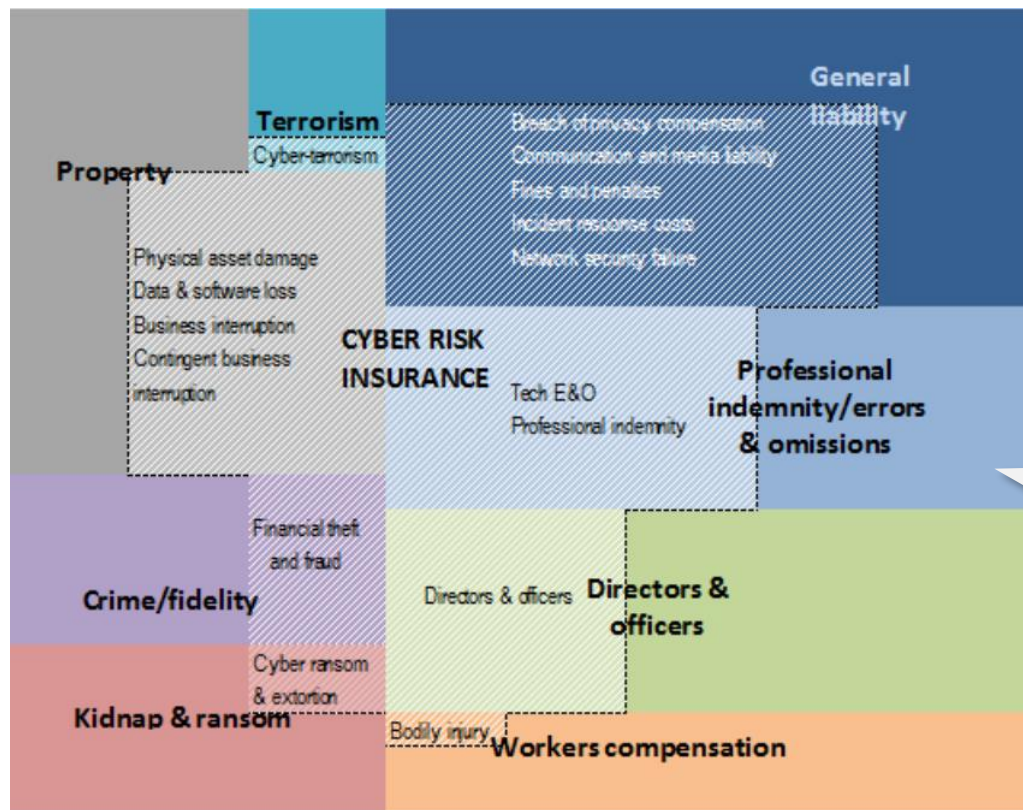 General
liability
Terrorism
Cyber-terrorism
Breach of privacy compensation
Communication and media liability
Fines and penalties
Incident response costs
Network security failure
Property
Physical asset damage
Data & software loss
Business interruption
Contingent business
interruption
CYBER RISK
INSURANCE
Tech E&O
Professional indemnity
Professional
indemnity/errors
& omissions
Financial theft
and fraud
Crime/fidelity
Directors & officers
Directors &
officers
Cyber ransom
& extortion
Kidnap & ransom
Bodily injury
Workers compensation